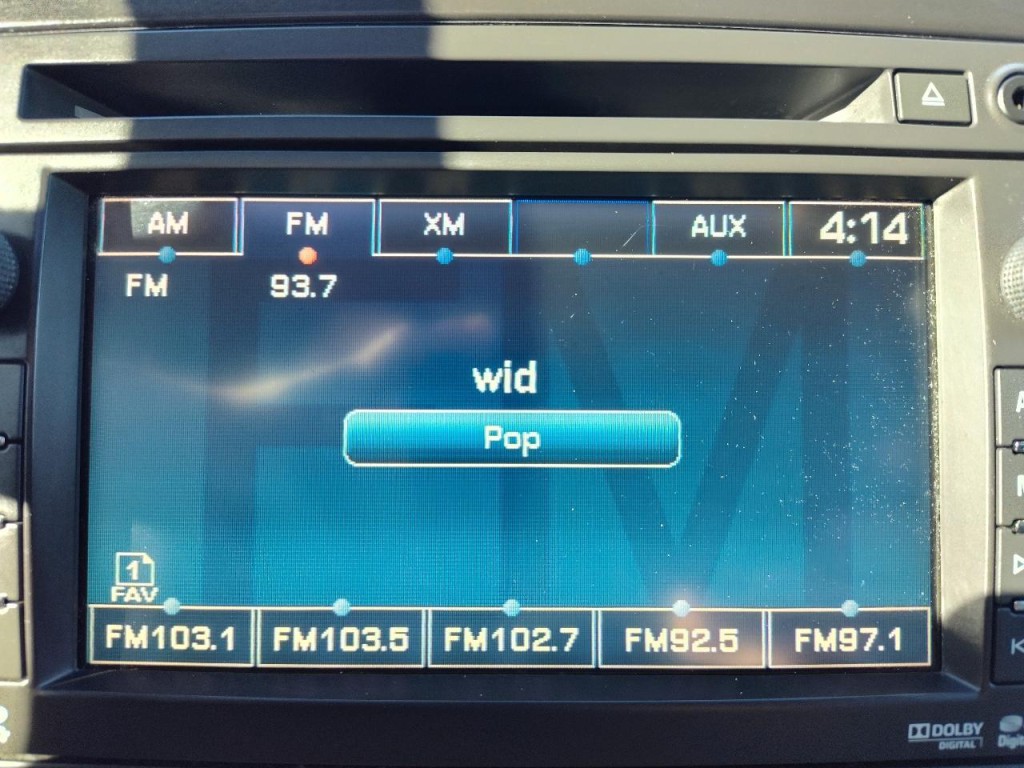 AM FM XM AUX 4:14
FM 93.7
wid
Pop
1
FAV
FM103.1 FM103.5 FM102.7 FM92.5 FM97.1
DOLBY
DIGITAL